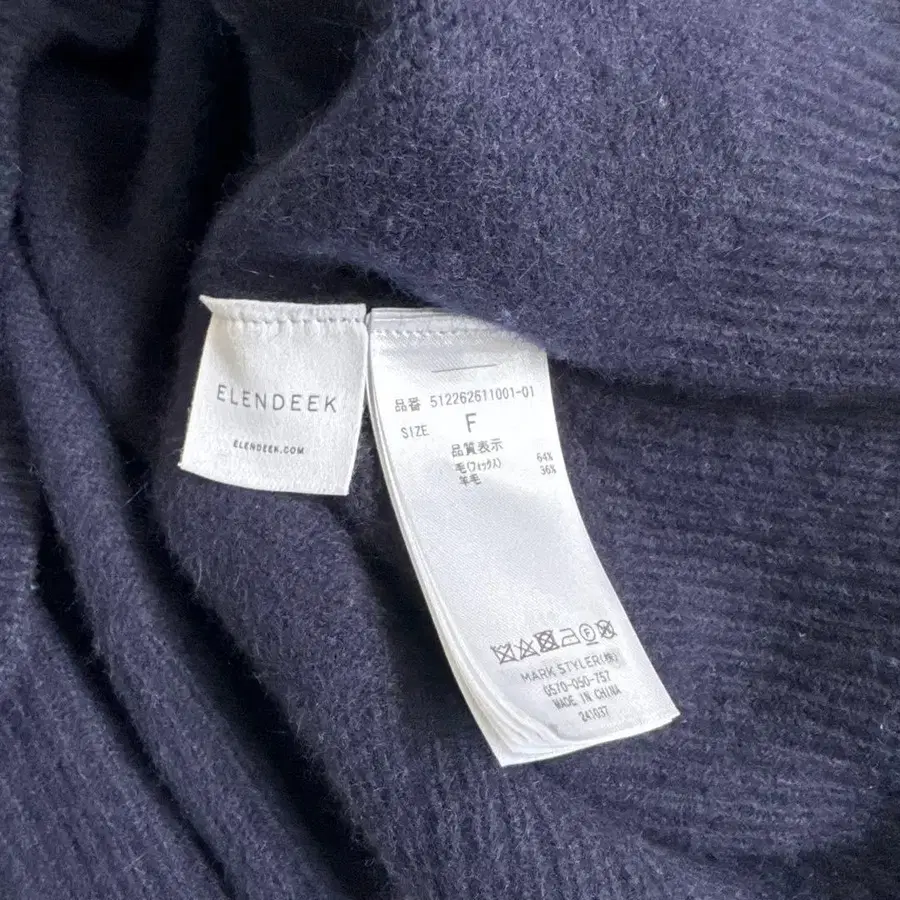 ELENDEEK
ELENDEEK.COM
品番 512262611001-01
SIZE F
品質表示
毛(フォックス) 64%
羊毛 36%
MARK STYLER(株)
0570-050-757
MADE IN CHINA
241037